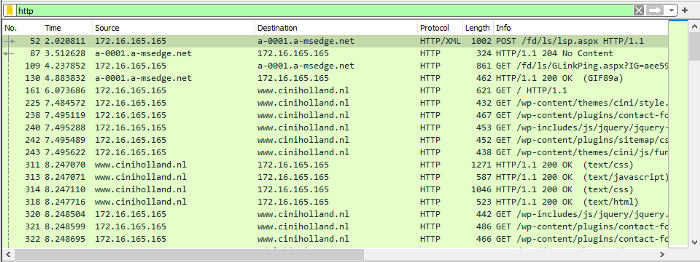 http
No. Time Source Destination Protocol Length Info
52 2.020811 172.16.165.165 a-0001.a-msedge.net HTTP/XML 1002 POST /fd/ls/lsp.aspx HTTP/1.1
87 3.512628 a-0001.a-msedge.net 172.16.165.165 HTTP 324 HTTP/1.1 204 No Content
109 4.237852 172.16.165.165 a-0001.a-msedge.net HTTP 861 GET /fd/ls/GLinkPing.aspx?IG=aee59
130 4.883832 a-0001.a-msedge.net 172.16.165.165 HTTP 462 HTTP/1.1 200 OK (GIF89a)
161 6.073686 172.16.165.165 www.ciniholland.nl HTTP 621 GET / HTTP/1.1
225 7.484572 172.16.165.165 www.ciniholland.nl HTTP 432 GET /wp-content/themes/cini/style.
238 7.495119 172.16.165.165 www.ciniholland.nl HTTP 467 GET /wp-content/plugins/contact-fo
240 7.495288 172.16.165.165 www.ciniholland.nl HTTP 453 GET /wp-includes/js/jquery/jquery-
242 7.495489 172.16.165.165 www.ciniholland.nl HTTP 452 GET /wp-content/plugins/sitemap/cs
243 7.495622 172.16.165.165 www.ciniholland.nl HTTP 438 GET /wp-content/themes/cini/js/fun
311 8.247070 www.ciniholland.nl 172.16.165.165 HTTP 1271 HTTP/1.1 200 OK (text/css)
313 8.247071 www.ciniholland.nl 172.16.165.165 HTTP 587 HTTP/1.1 200 OK (text/javascript)
314 8.247110 www.ciniholland.nl 172.16.165.165 HTTP 1046 HTTP/1.1 200 OK (text/css)
318 8.247716 www.ciniholland.nl 172.16.165.165 HTTP 523 HTTP/1.1 200 OK (text/html)
320 8.248504 172.16.165.165 www.ciniholland.nl HTTP 442 GET /wp-includes/js/jquery/jquery.
321 8.248599 172.16.165.165 www.ciniholland.nl HTTP 486 GET /wp-content/plugins/contact-fo
322 8.248695 172.16.165.165 www.ciniholland.nl HTTP 466 GET /wp-content/plugins/contact-fo